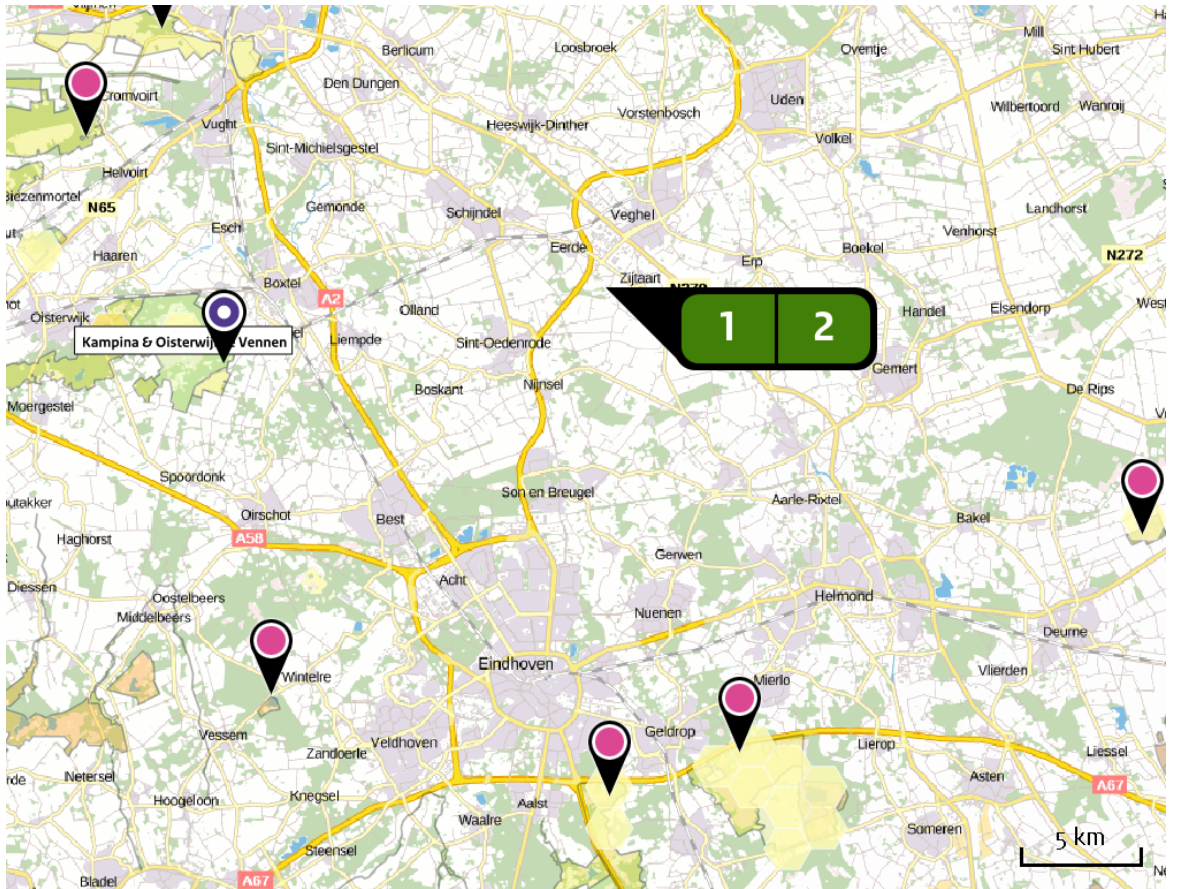 Berlicum
Loosbroek
Oventje
Mill
Sint Hubert
Den Dungen
Cromvoirt
Uden
Wilbertoord
Wanroij
Vught
Heeswijk-Dinther
Vorstenbosch
Volkel
Sint-Michielsgestel
Helvoirt
Biezenmortel
N65
Gemonde
Schijndel
Veghel
Landhorst
Esch
Haaren
Eerde
Boekel
Venhorst
Erp
N272
Boxtel
Zijtaart
A2
Olland
Handel
Elsendorp
Oisterwijk
1
2
Liempde
Sint-Oedenrode
Gemert
Boskant
Nijnsel
De Rips
Moergestel
Spoordonk
Son en Breugel
Aarle-Rixtel
Oirschot
Best
Bakel
Haghorst
A58
Gerwen
Acht
Diessen
Oostelbeers
Middelbeers
Nuenen
Helmond
Deurne
Eindhoven
Wintelre
Mierlo
Vlierden
Vessem
Veldhoven
Zandoerle
Geldrop
Lierop
Liessel
Netersel
Hoogeloon
Knegsel
Aalst
Asten
A67
Waalre
Someren
5 km
Steensel
Bladel
A67